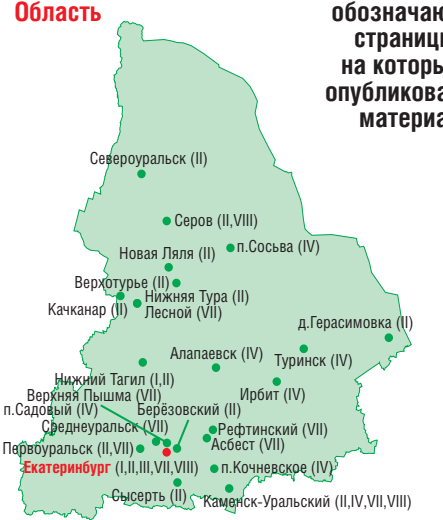 Область
обозначаю
страницы
на которы
опубликова
материа
Североуральск (II)
Серов (II,VIII)
п.Сосьва (IV)
Новая Ляля (II)
Верхотурье (II)
Нижняя Тура (II)
Качканар (II)
Лесной (VII)
д.Герасимовка (II)
Алапаевск (IV)
Туринск (IV)
Нижний Тагил (I,II)
Ирбит (IV)
Верхняя Пышма (VII)
п.Садовый (IV)
Берёзовский (II)
Среднеуральск (VII)
Рефтинский (VII)
Асбест (VII)
Первоуральск (II,VII)
Екатеринбург (I,II,III,VII,VIII)
п.Кочневское (IV)
Сысерть (II)
Каменск-Уральский (II,IV,VII,VIII)